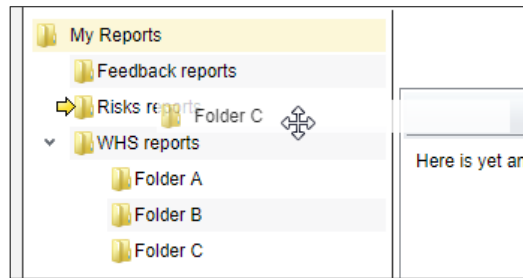 My Reports
Feedback reports
Risks reports
Folder C
WHS reports
Here is yet an
Folder A
Folder B
Folder C